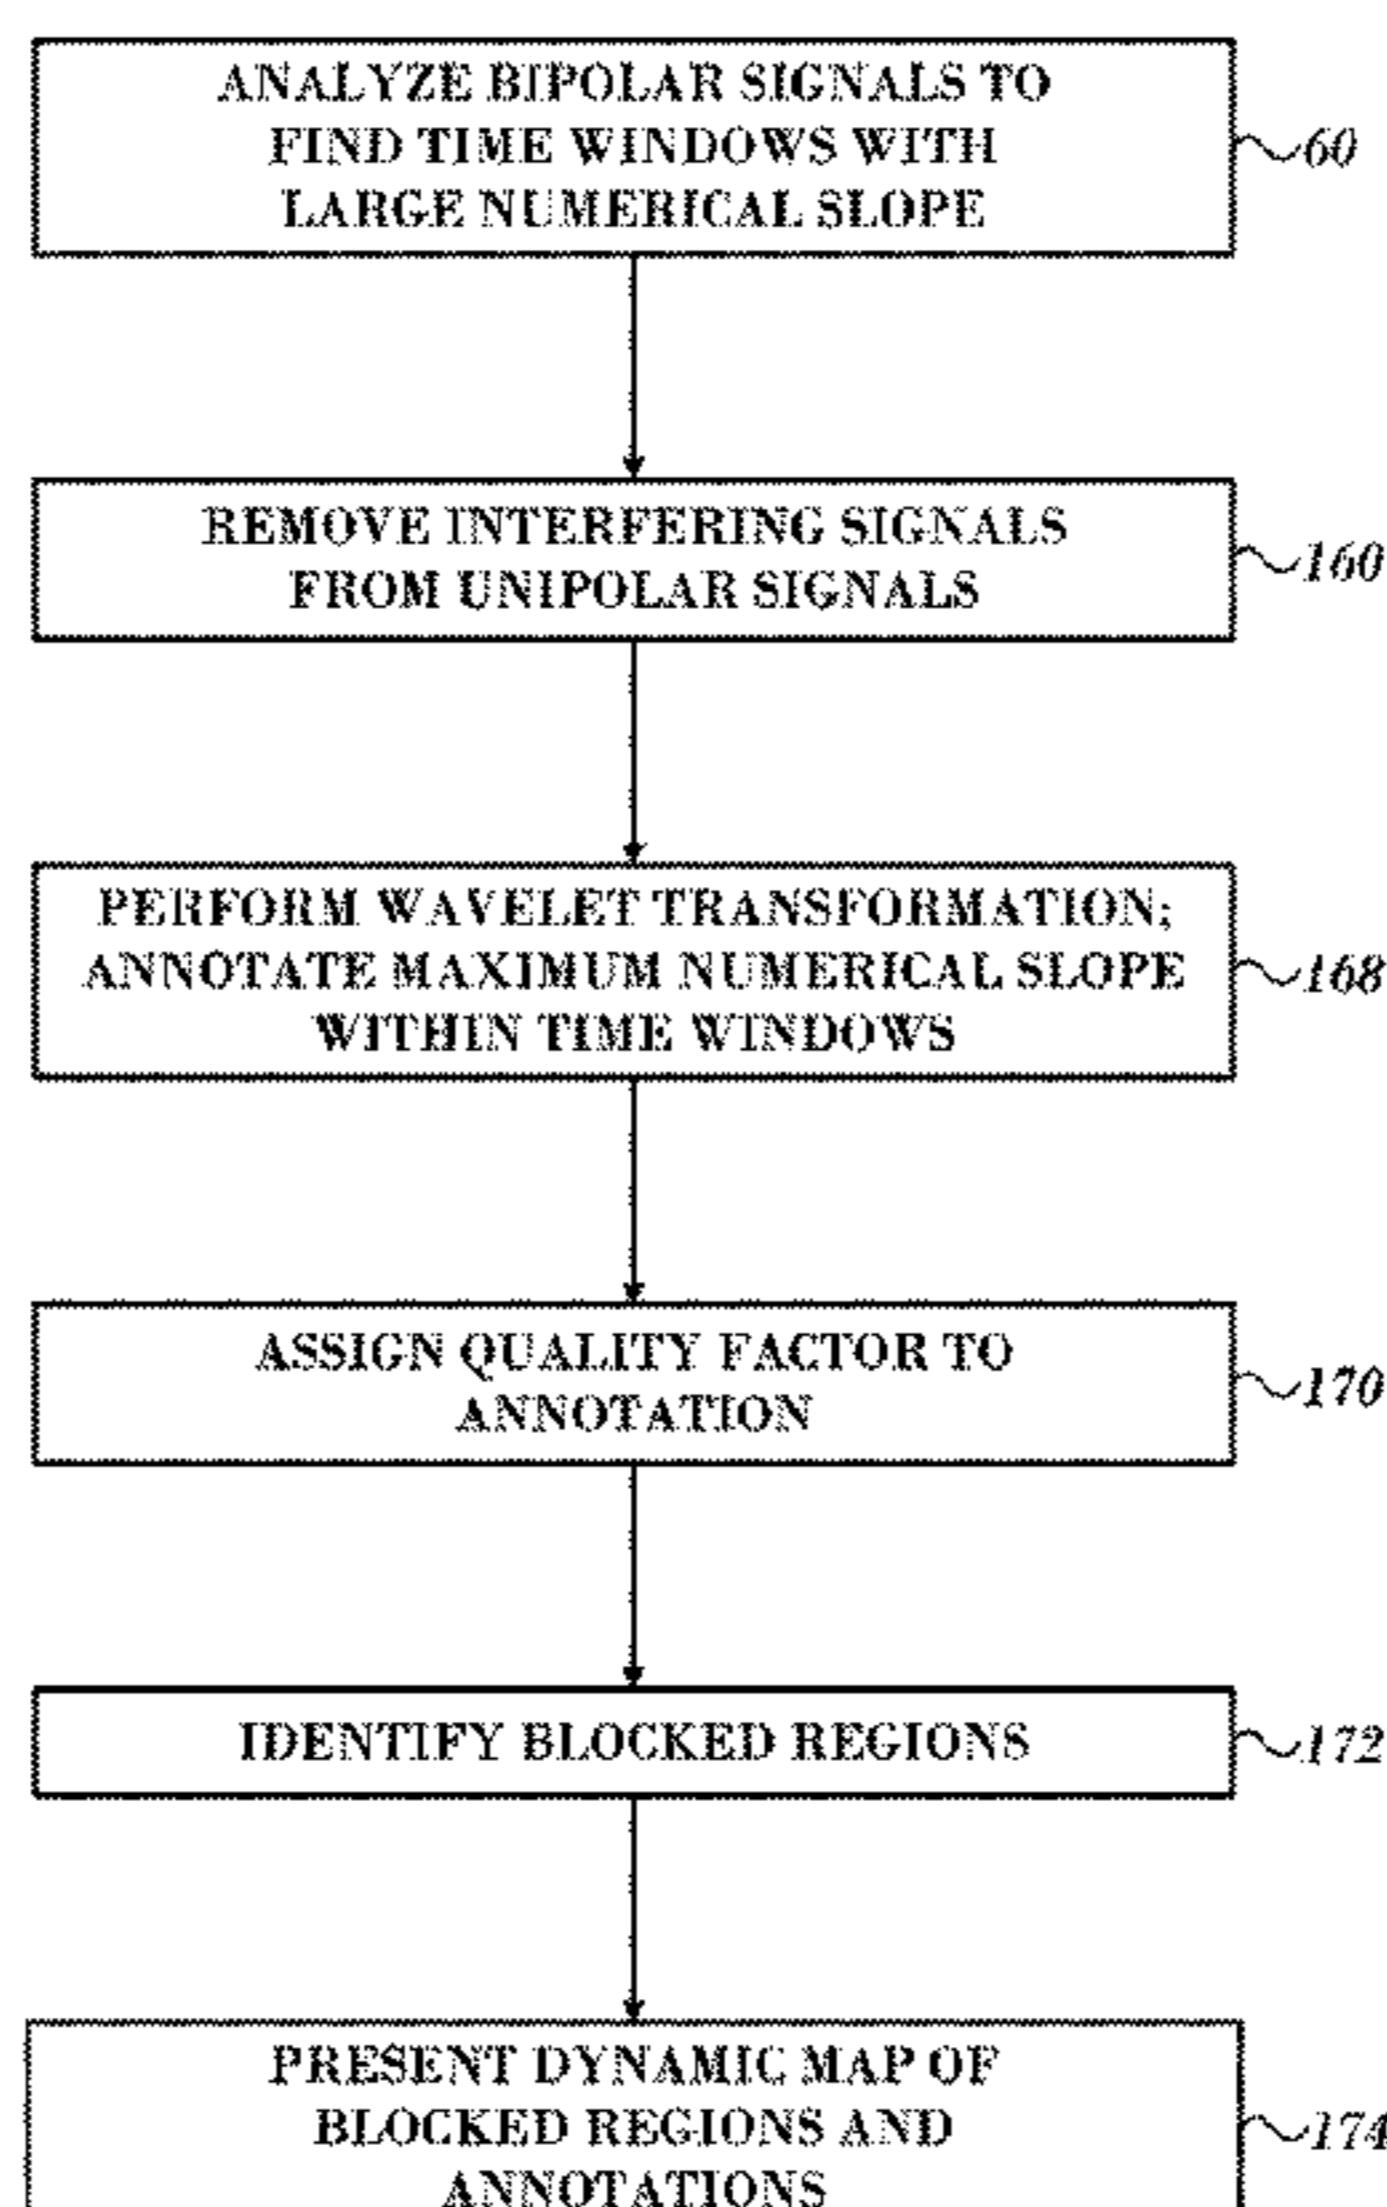 ANALYZE BIPOLAR SIGNALS TO
FIND TIME WINDOWS WITH
LARGE NUMERICAL SLOPE
60
REMOVE INTERFERING SIGNALS
FROM UNIPOLAR SIGNALS
160
PERFORM WAVELET TRANSFORMATION;
ANNOTATE MAXIMUM NUMERICAL SLOPE
WITHIN TIME WINDOWS
168
ASSIGN QUALITY FACTOR TO
ANNOTATION
170
IDENTIFY BLOCKED REGIONS
172
PRESENT DYNAMIC MAP OF
BLOCKED REGIONS AND
ANNOTATIONS
174